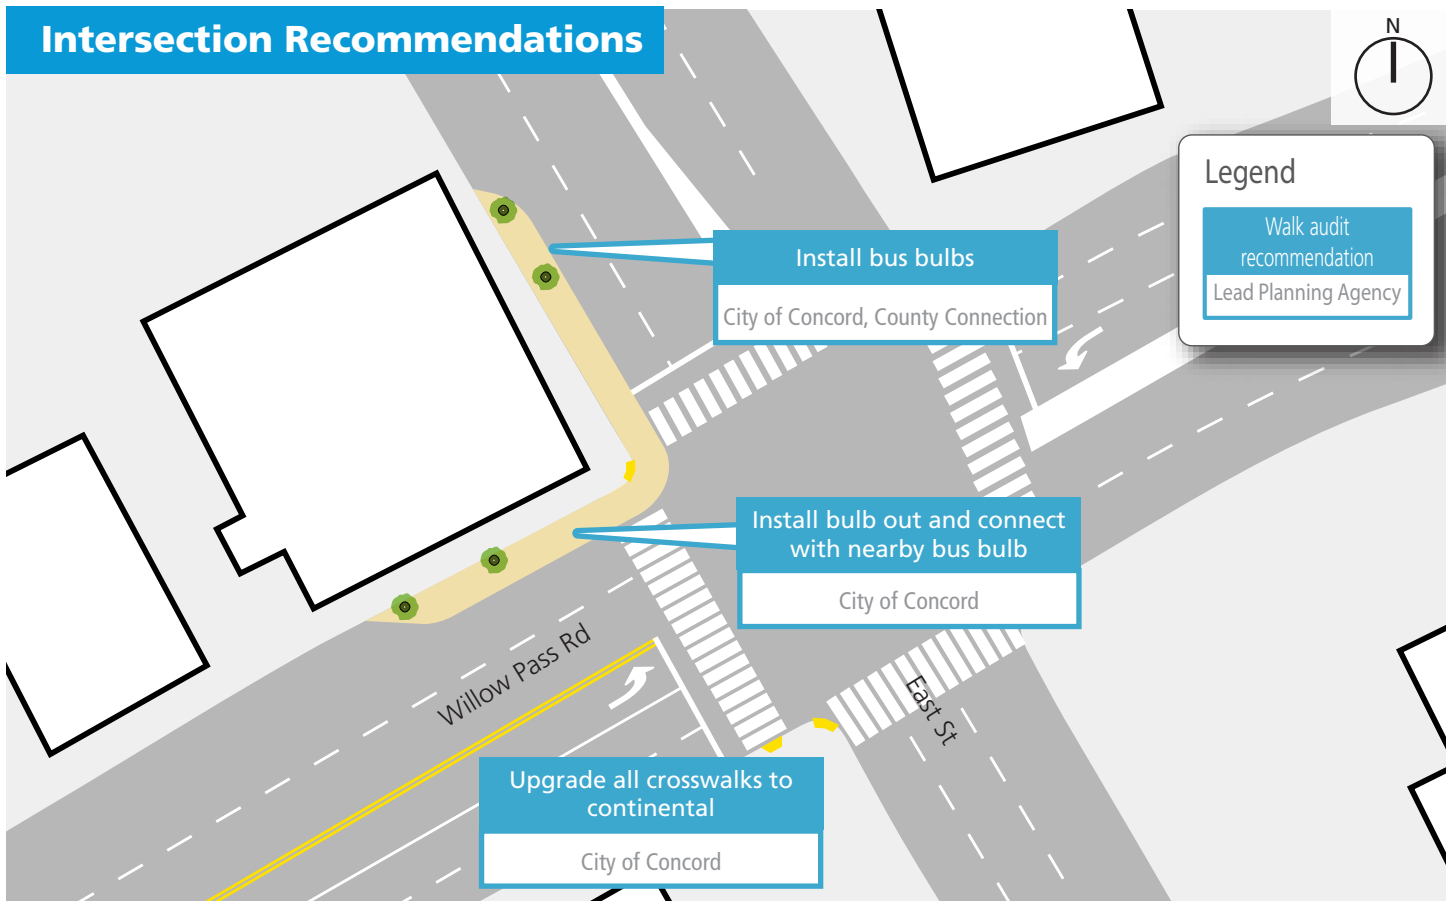 Intersection Recommendations
N
Legend
Walk audit
recommendation
Lead Planning Agency
Install bus bulbs
City of Concord, County Connection
Install bulb out and connect
with nearby bus bulb
City of Concord
Willow Pass Rd
East St
Upgrade all crosswalks to
continental
City of Concord